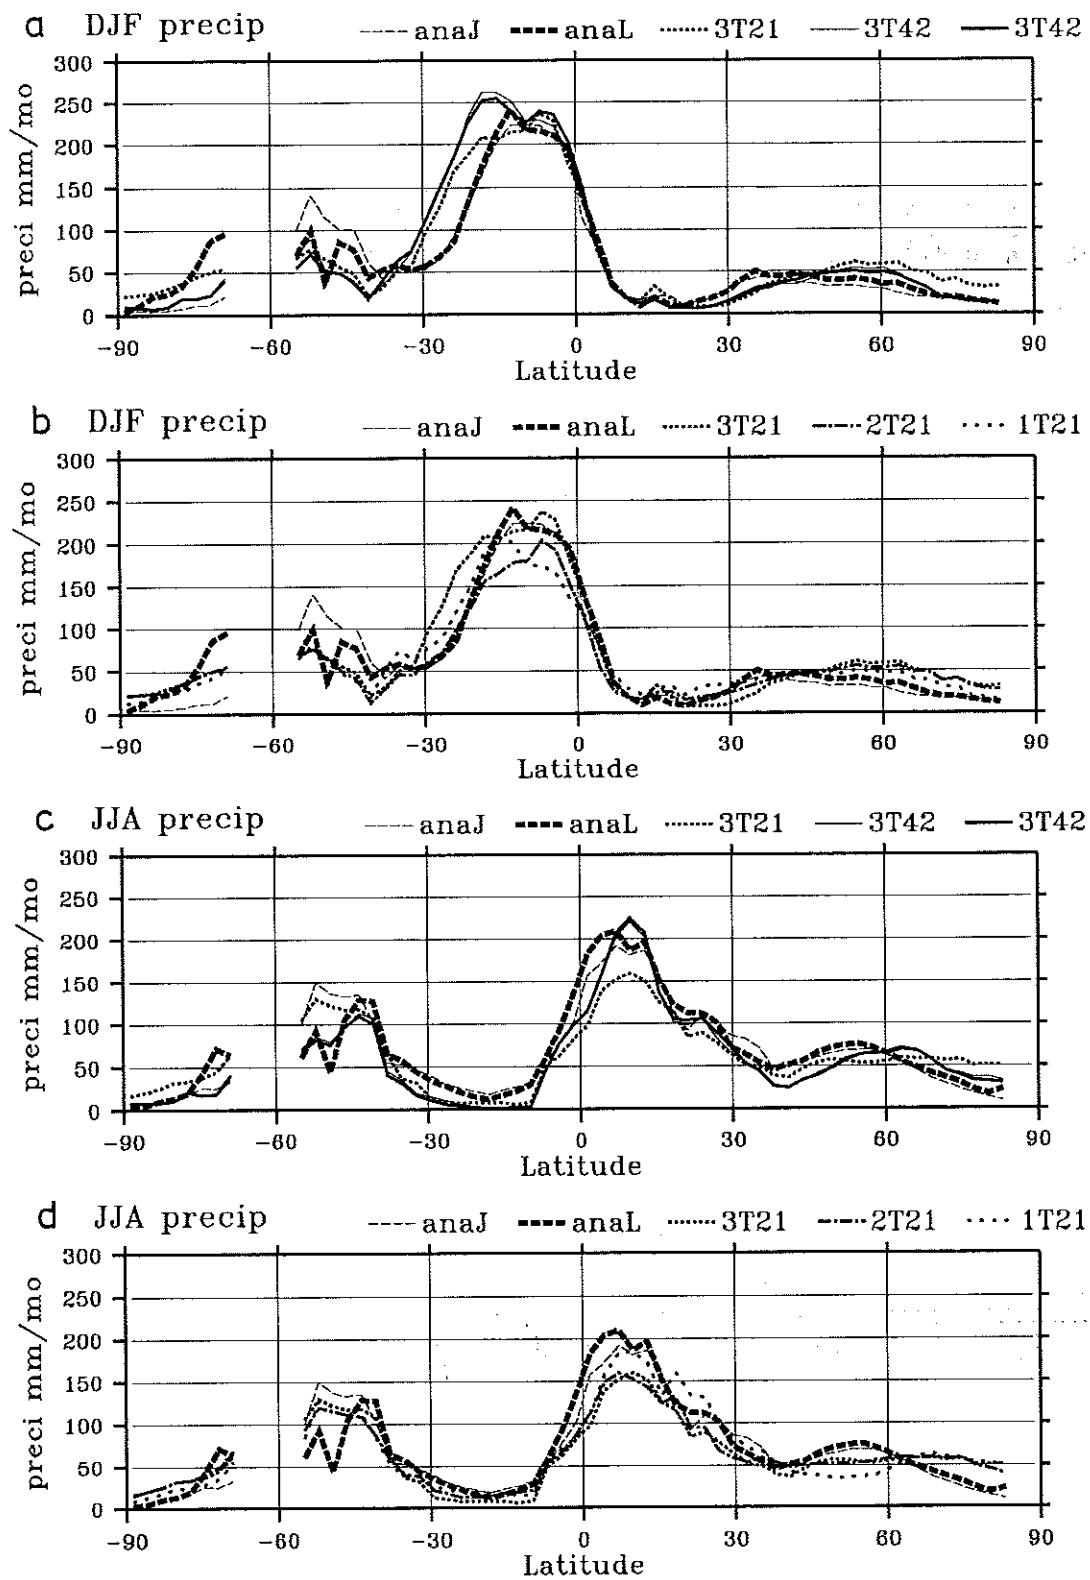 a DJF precip anaJ anaL 3T21 3T42 3T42
300
250
200
150
100
50
0
preci mm/mo
−90 −60 −30 0 30 60 90
Latitude
b DJF precip anaJ anaL 3T21 2T21 1T21
300
250
200
150
100
50
0
preci mm/mo
−90 −60 −30 0 30 60 90
Latitude
c JJA precip anaJ anaL 3T21 3T42 3T42
300
250
200
150
100
50
0
preci mm/mo
−90 −60 −30 0 30 60 90
Latitude
d JJA precip anaJ anaL 3T21 2T21 1T21
300
250
200
150
100
50
0
preci mm/mo
−90 −60 −30 0 30 60 90
Latitude